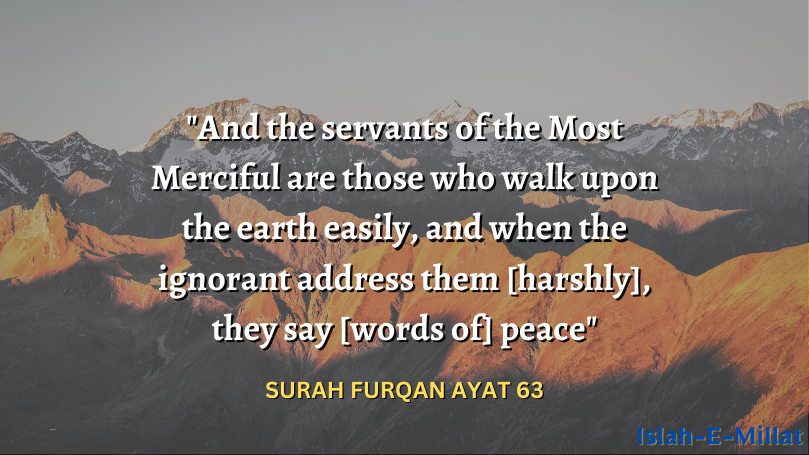 "And the servants of the Most
Merciful are those who walk upon
the earth easily, and when the
ignorant address them [harshly],
they say [words of] peace"
SURAH FURQAN AYAT 63
Islah-E-Millat